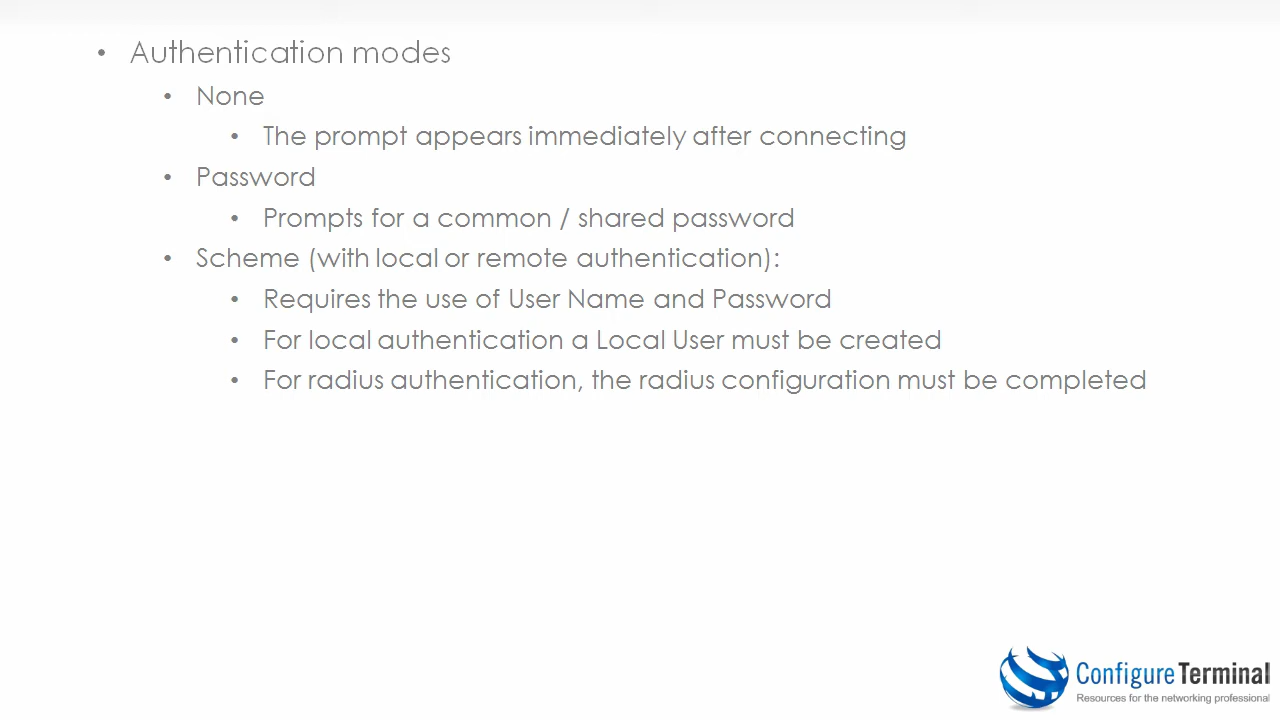 • Authentication modes
• None
• The prompt appears immediately after connecting
• Password
• Prompts for a common / shared password
• Scheme (with local or remote authentication):
• Requires the use of User Name and Password
• For local authentication a Local User must be created
• For radius authentication, the radius configuration must be completed
Configure Terminal
Resources for the networking professional